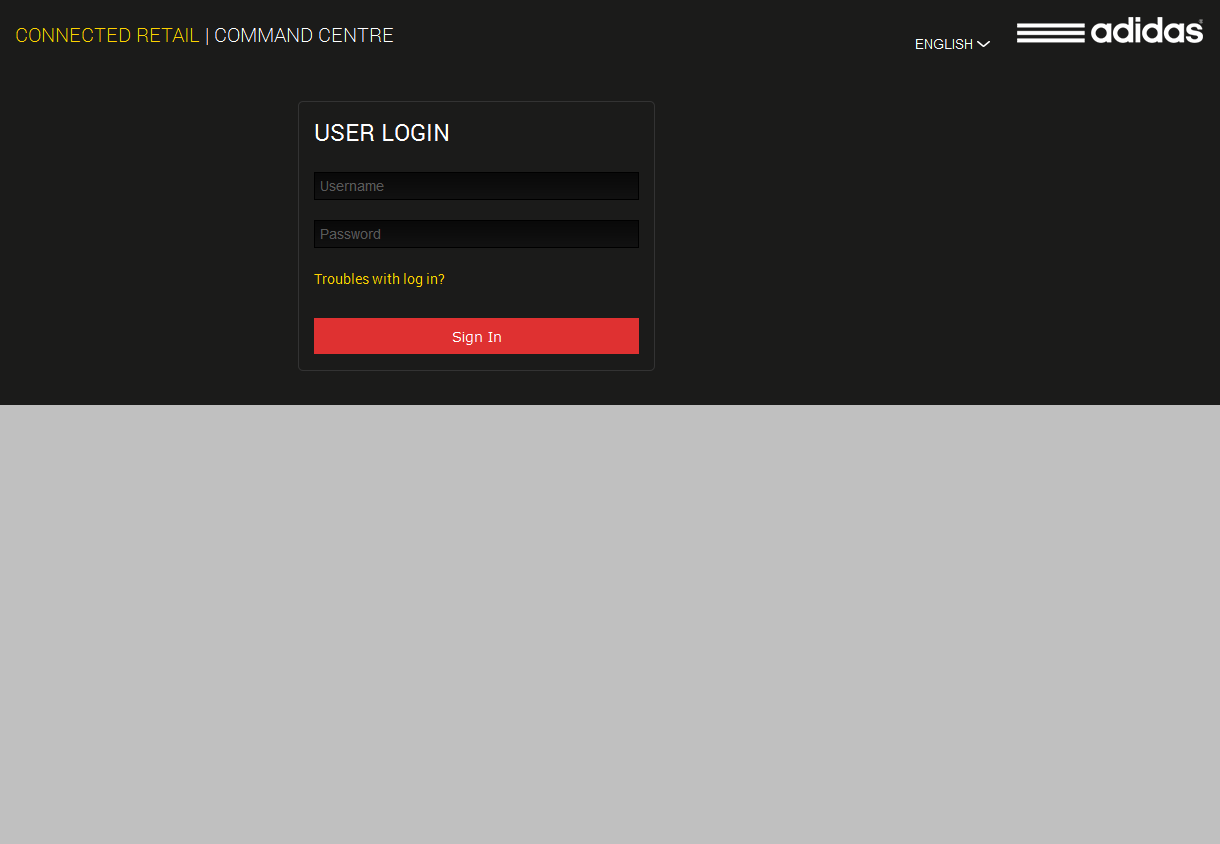 CONNECTED RETAIL | COMMAND CENTRE
ENGLISH
adidas
USER LOGIN
Username
Password
Troubles with log in?
Sign In